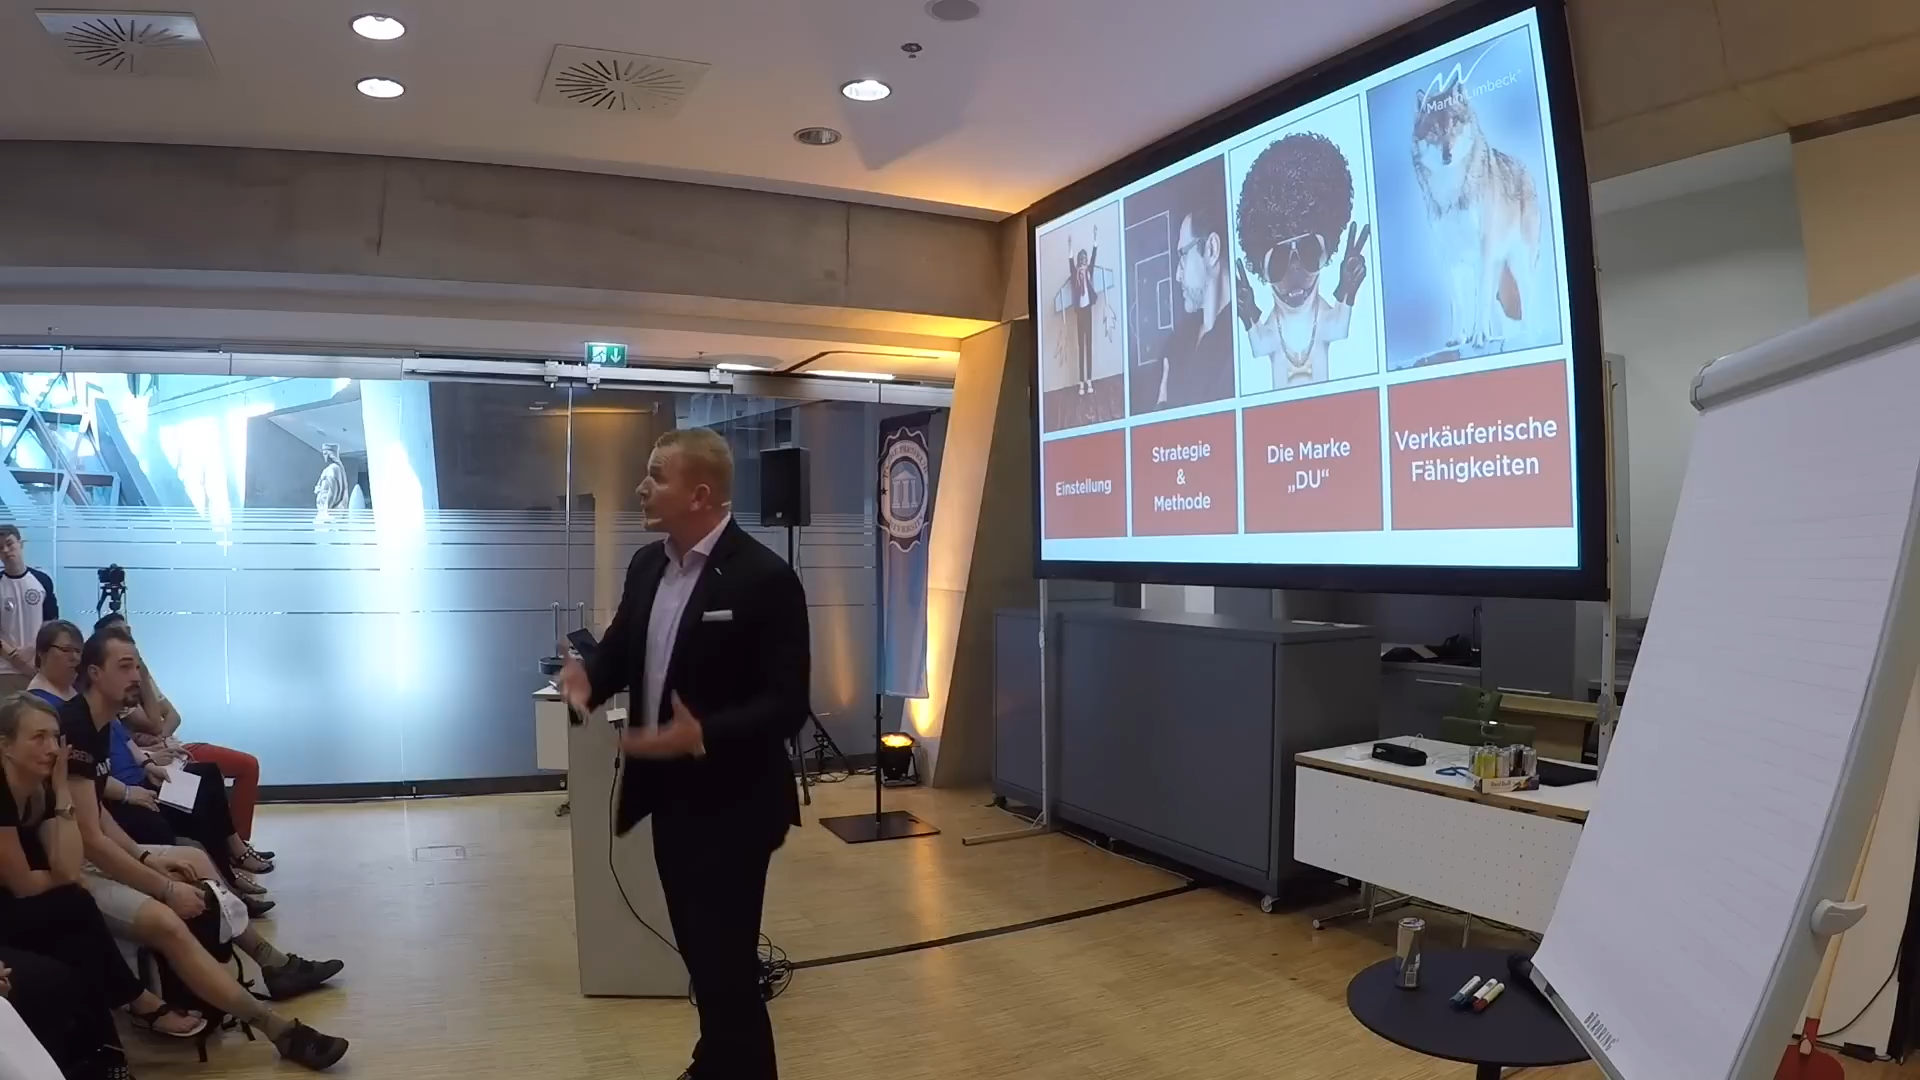 Martin Limbeck
Einstellung
Strategie
&
Methode
Die Marke
„DU“
Verkäuferische
Fähigkeiten